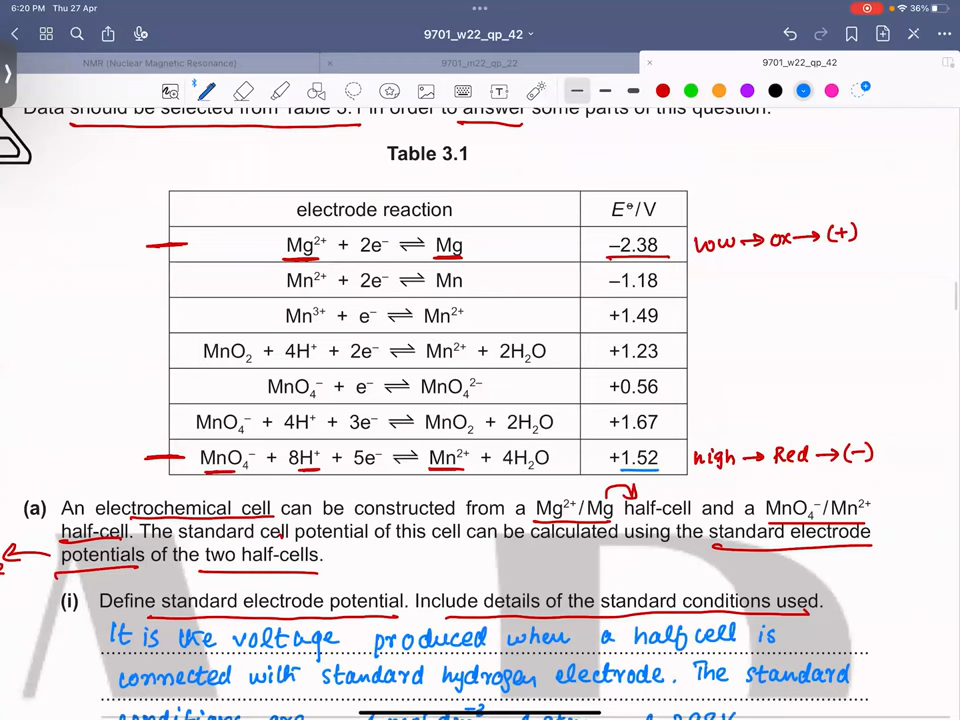 6:20 PM Thu 27 Apr
36%
9701_w22_qp_42
NMR (Nuclear Magnetic Resonance)
9701_m22_qp_22
9701_w22_qp_42
Data should be selected from Table 3.1 in order to answer some parts of this question.
Table 3.1
electrode reaction E⦵/V
Mg²⁺ + 2e⁻ ⇌ Mg –2.38 low → ox → (+)
Mn²⁺ + 2e⁻ ⇌ Mn –1.18
Mn³⁺ + e⁻ ⇌ Mn²⁺ +1.49
MnO₂ + 4H⁺ + 2e⁻ ⇌ Mn²⁺ + 2H₂O +1.23
MnO₄⁻ + e⁻ ⇌ MnO₄²⁻ +0.56
MnO₄⁻ + 4H⁺ + 3e⁻ ⇌ MnO₂ + 2H₂O +1.67
MnO₄⁻ + 8H⁺ + 5e⁻ ⇌ Mn²⁺ + 4H₂O +1.52 high → Red → (-)
(a) An electrochemical cell can be constructed from a Mg²⁺/Mg half-cell and a MnO₄⁻/Mn²⁺
half-cell. The standard cell potential of this cell can be calculated using the standard electrode
potentials of the two half-cells.
(i) Define standard electrode potential. Include details of the standard conditions used.
It is the voltage produced when a half cell is
connected with standard hydrogen electrode. The standard
conditions are